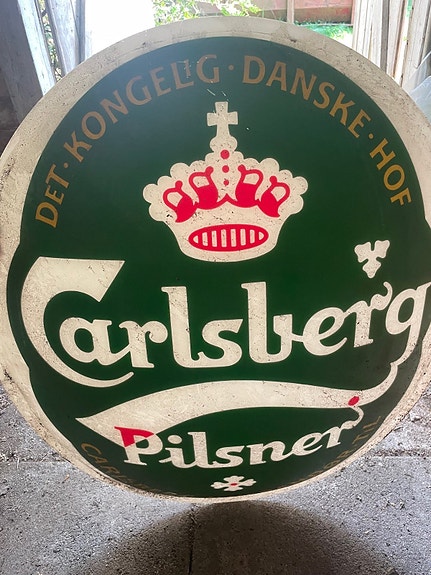 DET · KONGELIG · DANSKE · HOF
Carlsberg
Pilsner